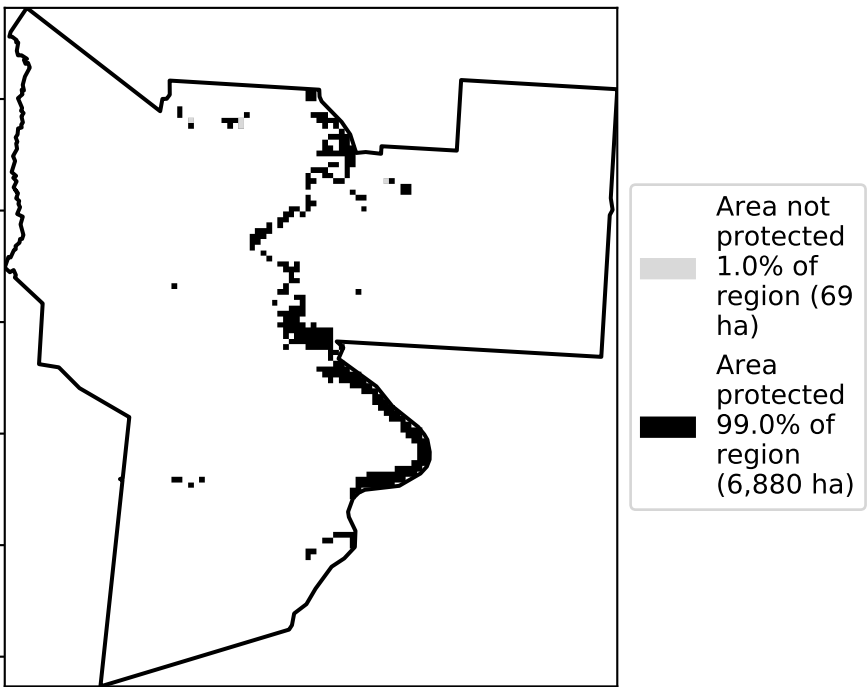 Area not
protected
1.0% of
region (69
ha)
Area
protected
99.0% of
region
(6,880 ha)